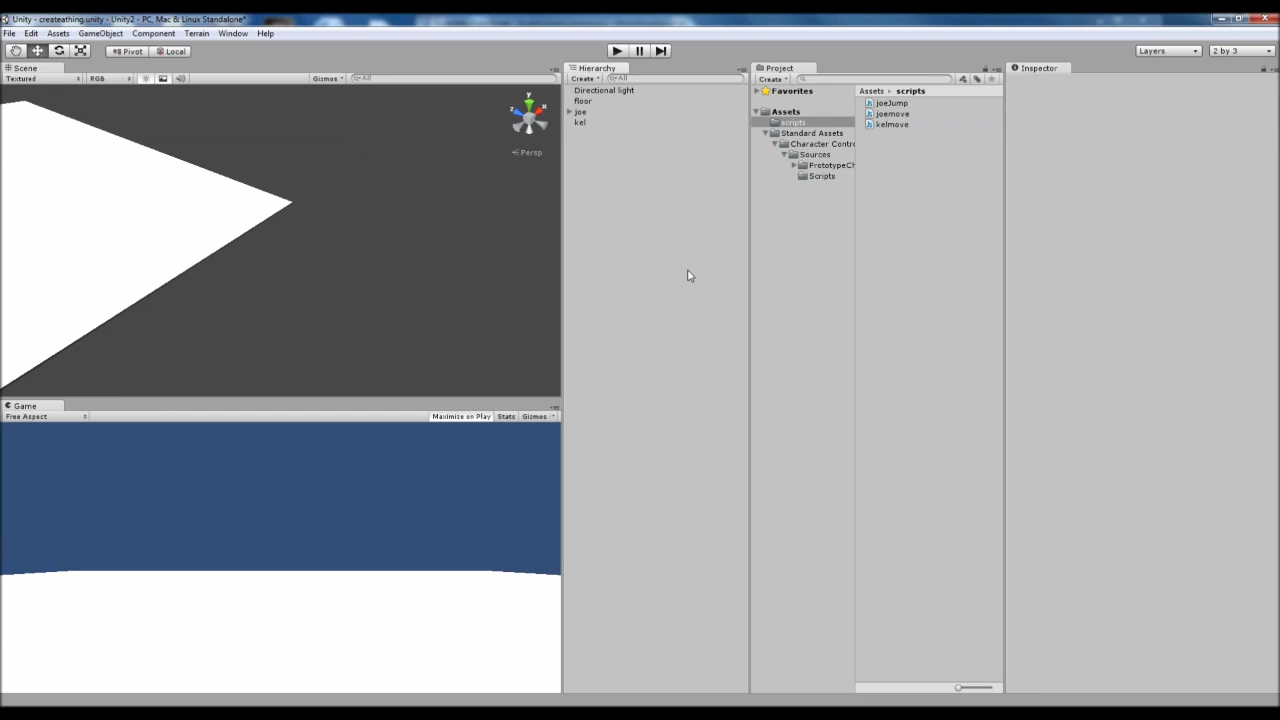 Unity - createathing.unity - Unity2 - PC, Mac & Linux Standalone*
File Edit Assets GameObject Component Terrain Window Help
Pivot Local Layers 2 by 3
Scene
Textured RGB Gizmos All
y
z x
Persp
Game
Free Aspect Maximize on Play Stats Gizmos
Hierarchy
Create All
Directional light
floor
joe
kel
Project
Create
Favorites
Assets
scripts
Standard Assets
Character Contro
Sources
PrototypeCh
Scripts
Assets scripts
joeJump
joemove
kelmove
Inspector